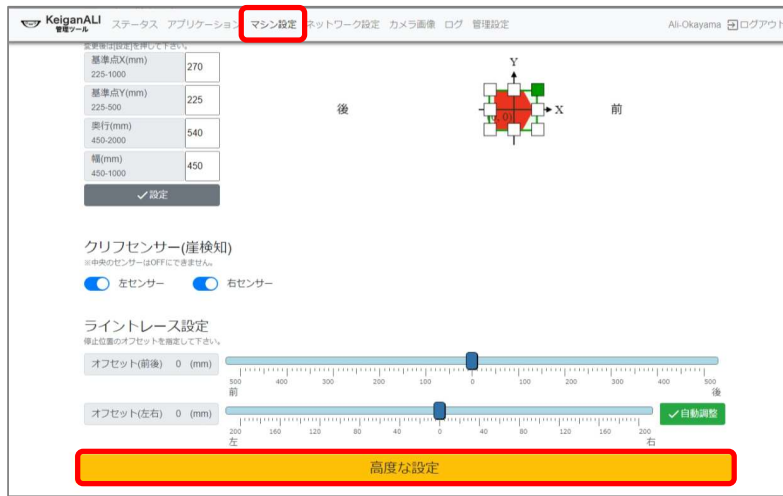 KeiganALI
管理ツール
ステータス アプリケーション マシン設定 ネットワーク設定 カメラ画像 ログ 管理設定
Ali-Okayama ログアウト
変更後は[設定]を押して下さい。
基準点X(mm) 270
225-1000
基準点Y(mm) 225
225-500
奥行(mm) 540
450-2000
幅(mm) 450
450-1000
✓設定
Y
後
X
前
クリフセンサー(崖検知)
※中央のセンサーはOFFにできません。
左センサー 右センサー
ライントレース設定
停止位置のオフセットを指定して下さい。
オフセット(前後) 0 (mm)
500 400 300 200 100 0 100 200 300 400 500
前 後
オフセット(左右) 0 (mm) ✓自動調整
200 160 120 80 40 0 40 80 120 160 200
左 右
高度な設定